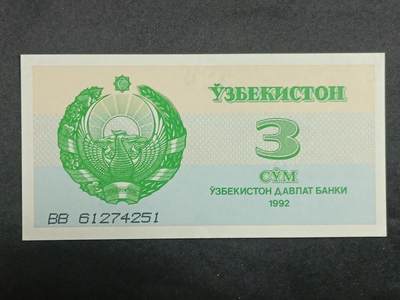 ЎЗБЕКИСТОН
3
СЎМ
ЎЗБЕКИСТОН ДАВЛАТ БАНКИ
1992
ВВ 61274251